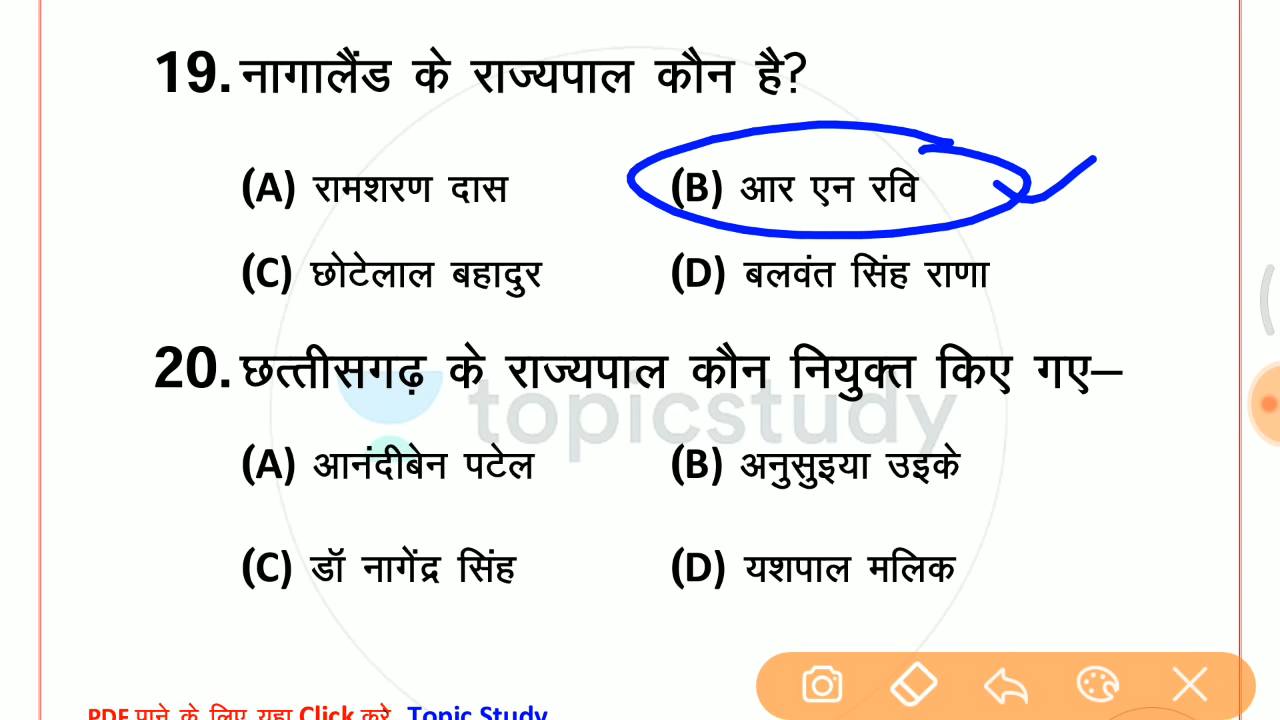 19. नागालैंड के राज्यपाल कौन है?
(A) रामशरण दास (B) आर एन रवि
(C) छोटेलाल बहादुर (D) बलवंत सिंह राणा
20. छत्तीसगढ़ के राज्यपाल कौन नियुक्त किए गए–
topicstudy
(A) आनंदीबेन पटेल (B) अनुसुइया उइके
(C) डॉ नागेंद्र सिंह (D) यशपाल मलिक
PDF पाने के लिए यहा Click करे Topic Study